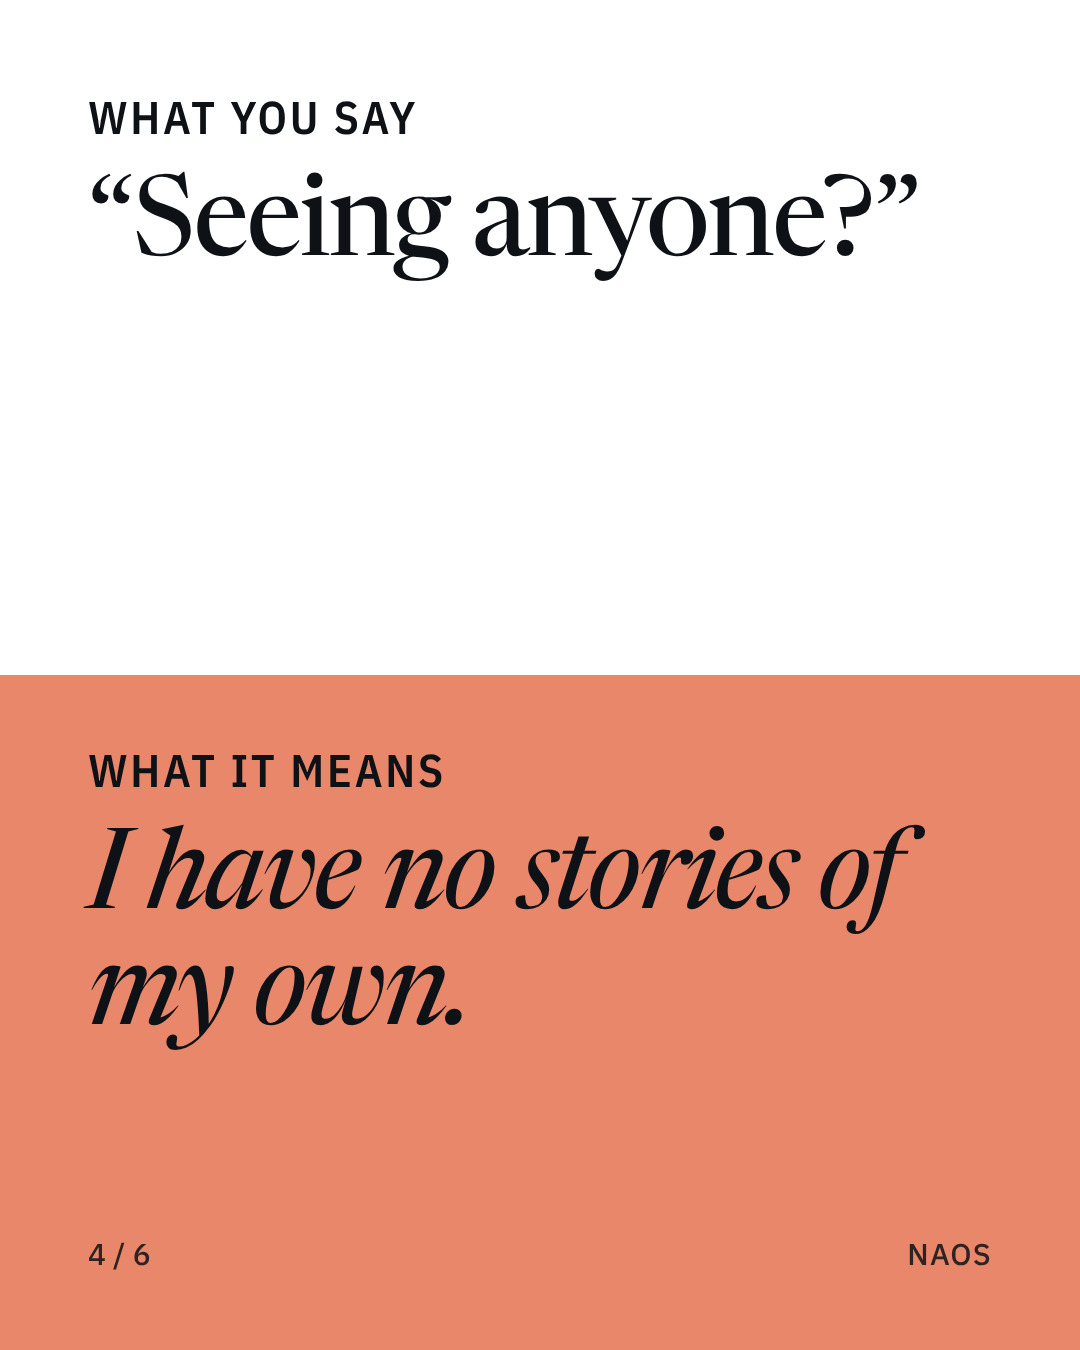 WHAT YOU SAY
“Seeing anyone?”
WHAT IT MEANS
I have no stories of
my own.
4 / 6
NAOS